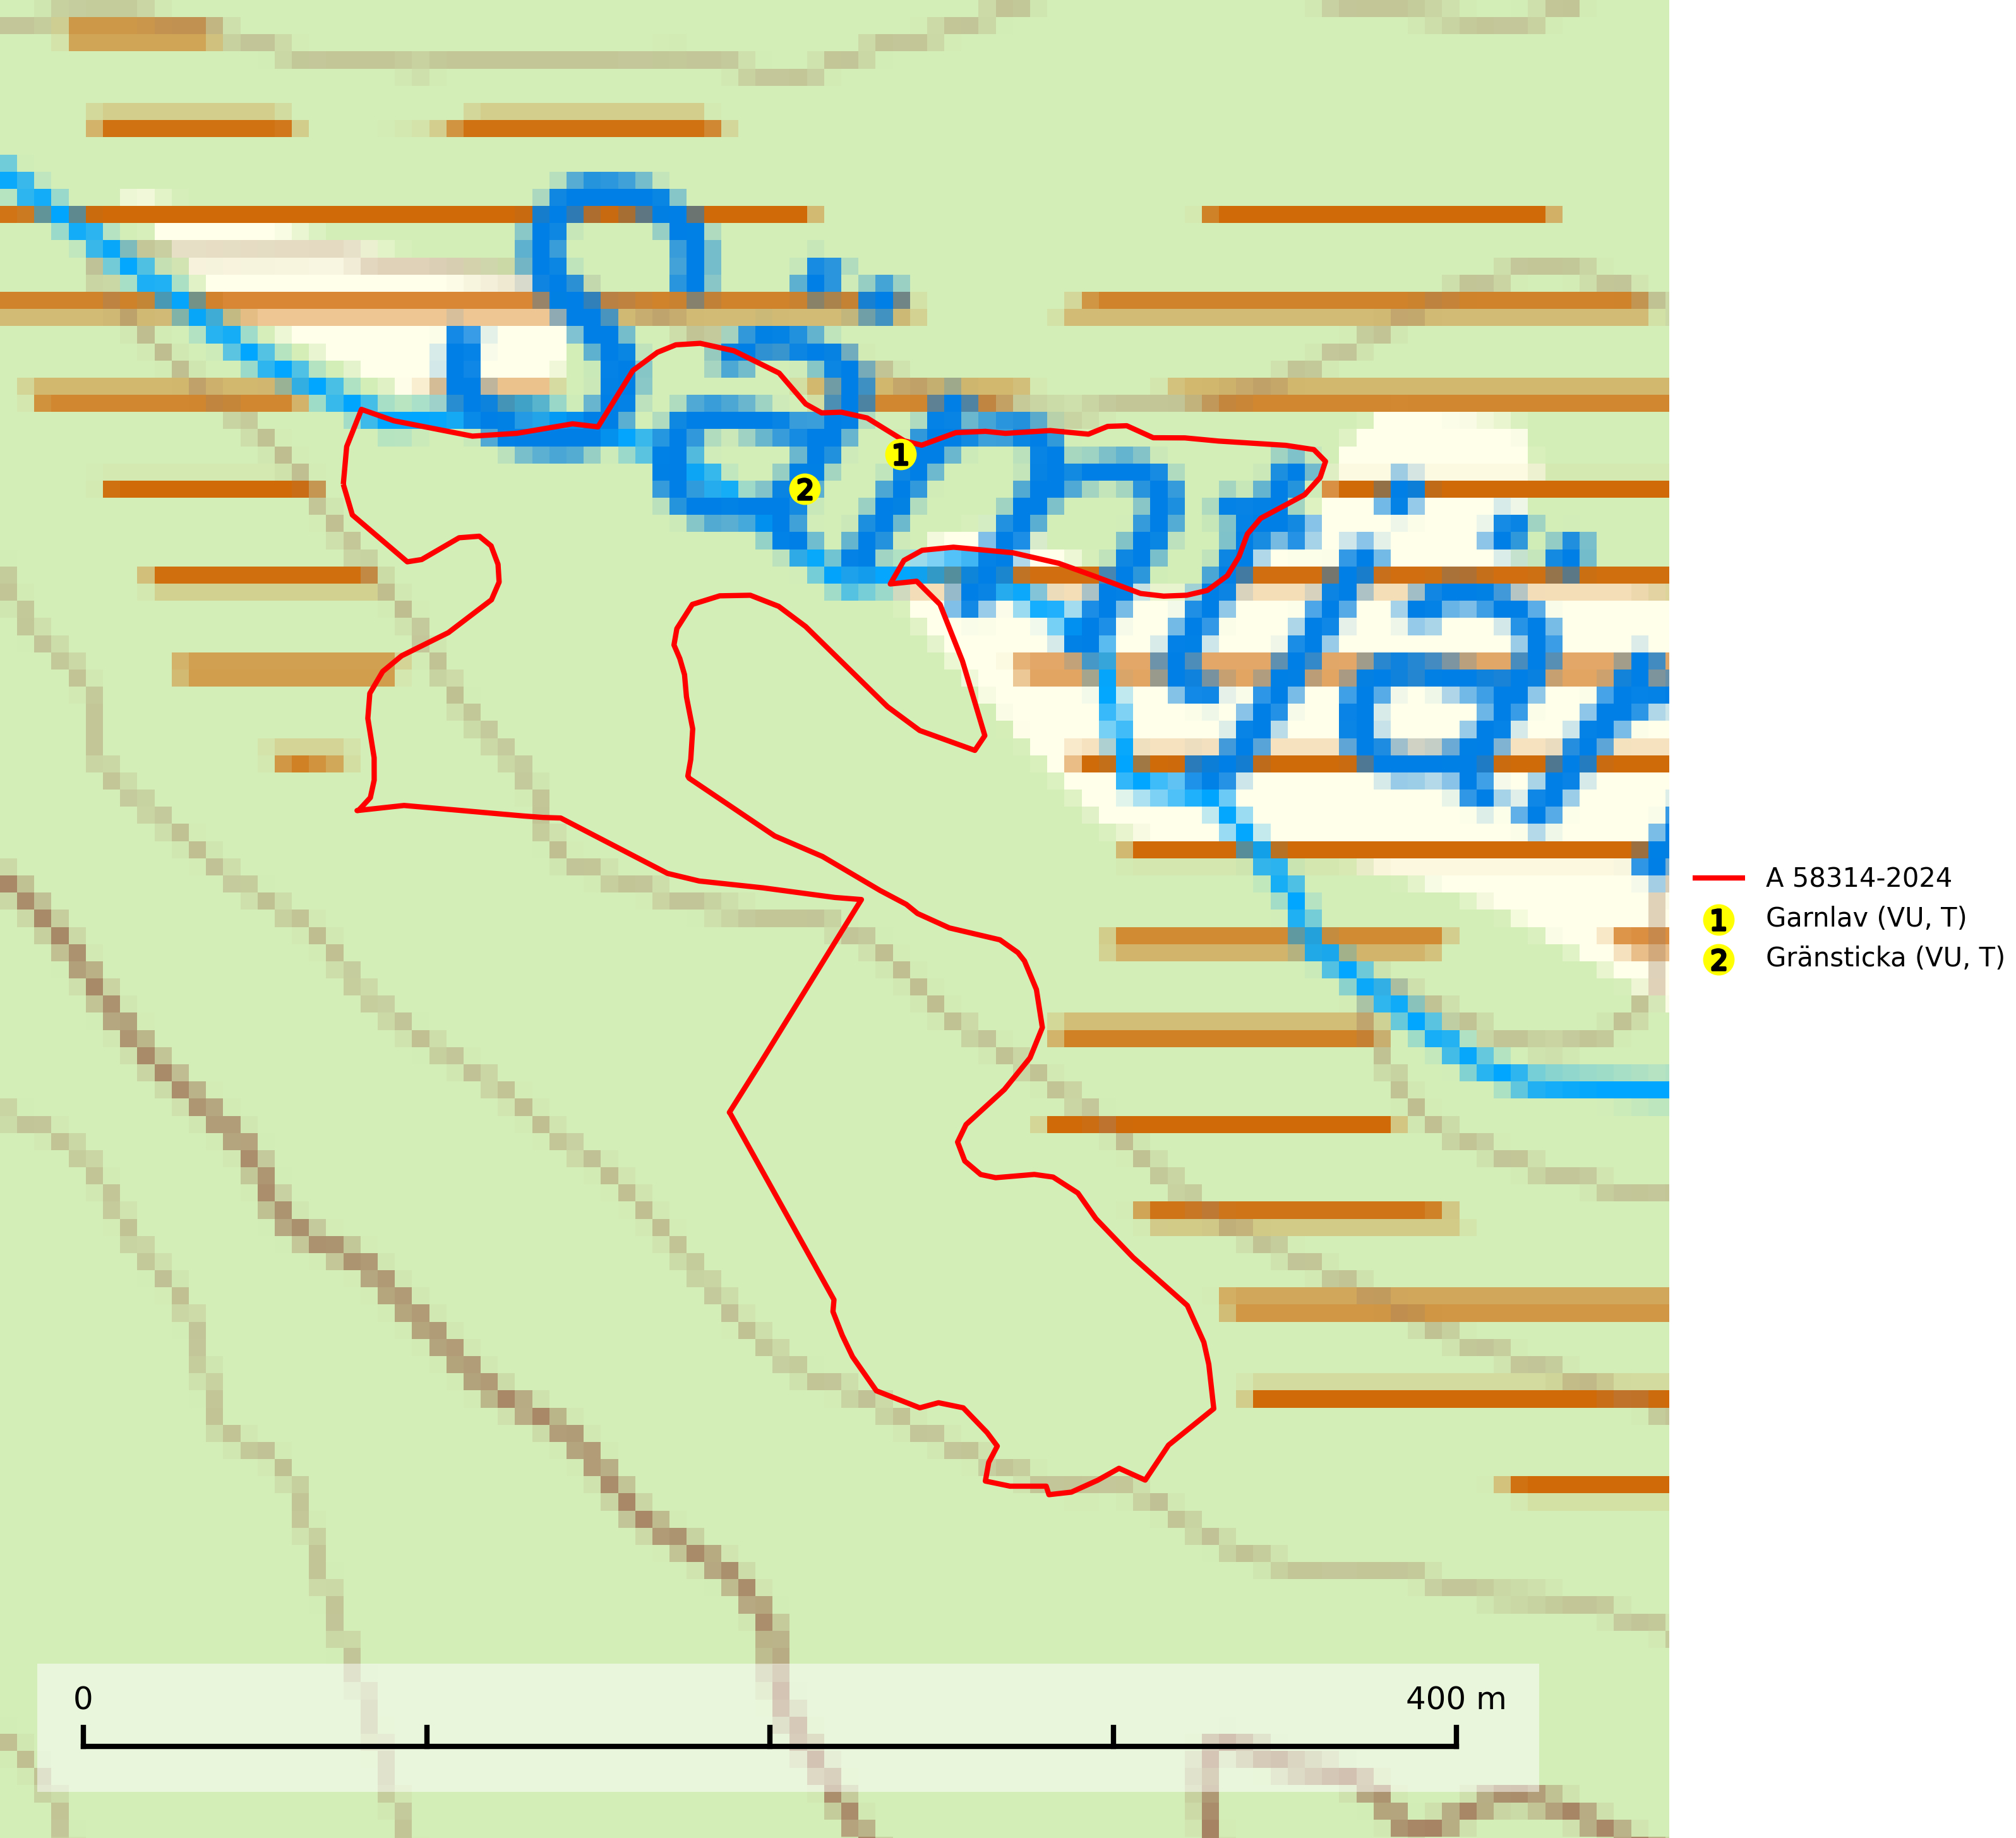 1
2
A 58314-2024
1 Garnlav (VU, T)
2 Gränsticka (VU, T)
0
400 m